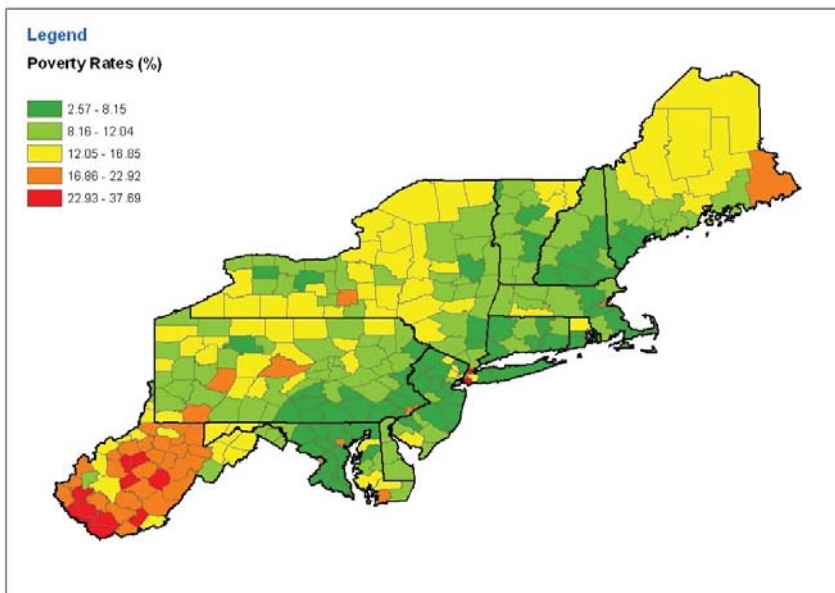 Legend
Poverty Rates (%)
2.57 - 8.15
8.16 - 12.04
12.05 - 16.85
16.86 - 22.92
22.93 - 37.69